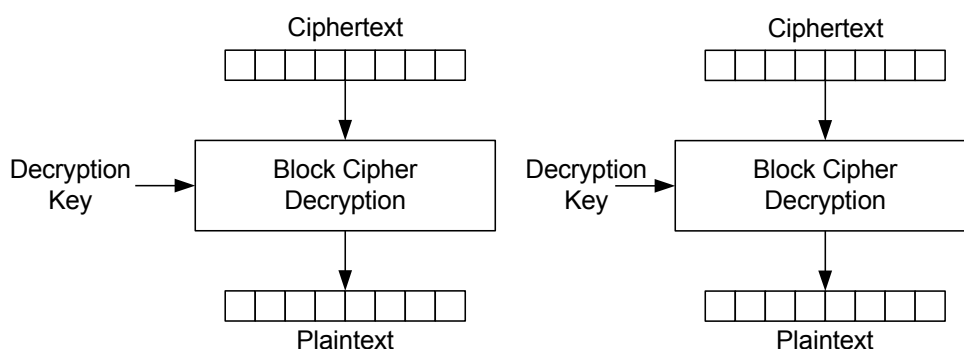 Ciphertext
Decryption
Key
Block Cipher
Decryption
Plaintext
Ciphertext
Decryption
Key
Block Cipher
Decryption
Plaintext